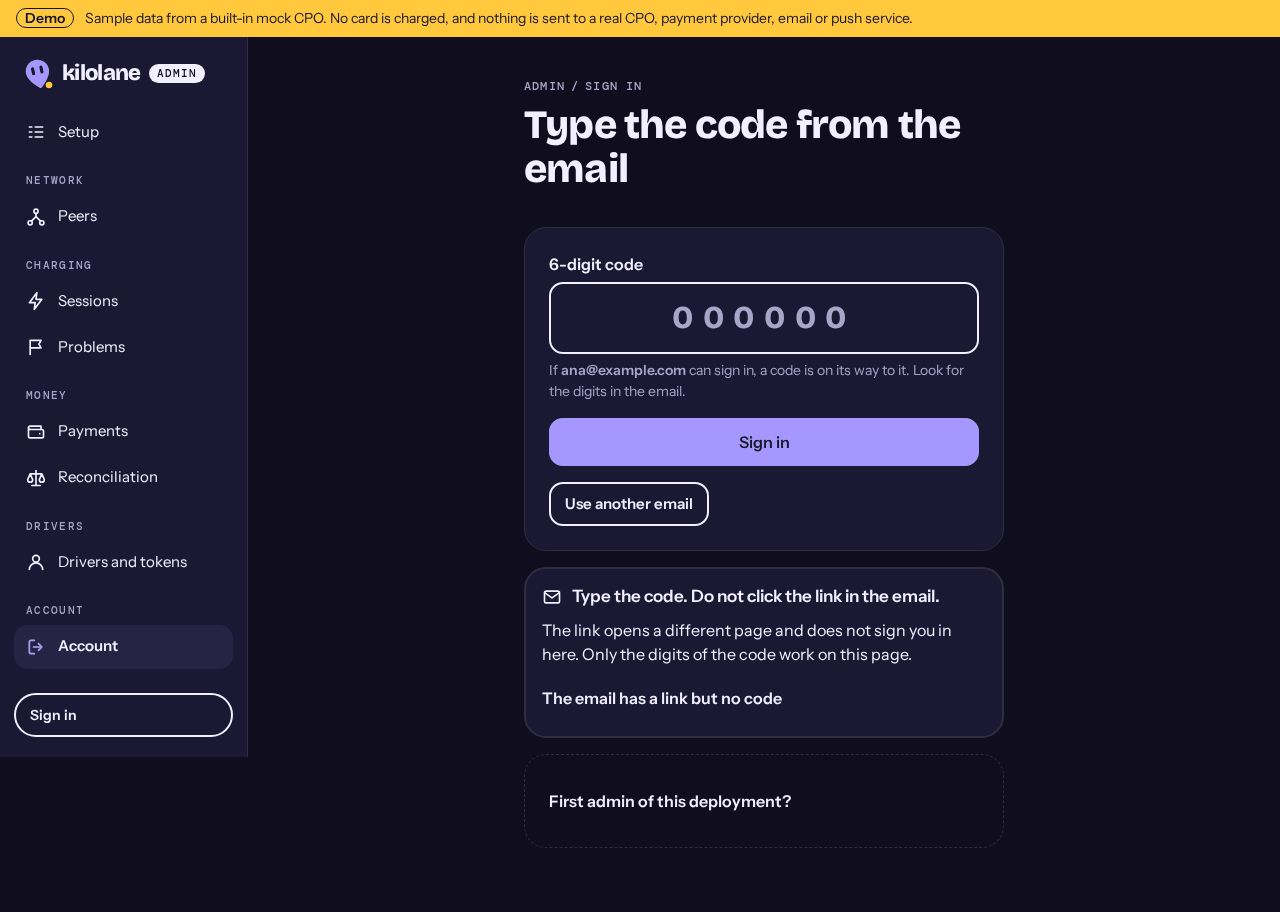 Demo Sample data from a built-in mock CPO. No card is charged, and nothing is sent to a real CPO, payment provider, email or push service.
kilolane ADMIN
Setup
NETWORK
Peers
CHARGING
Sessions
Problems
MONEY
Payments
Reconciliation
DRIVERS
Drivers and tokens
ACCOUNT
Account
Sign in
ADMIN / SIGN IN
Type the code from the
email
6-digit code
000000
If ana@example.com can sign in, a code is on its way to it. Look for
the digits in the email.
Sign in
Use another email
Type the code. Do not click the link in the email.
The link opens a different page and does not sign you in
here. Only the digits of the code work on this page.
The email has a link but no code
First admin of this deployment?